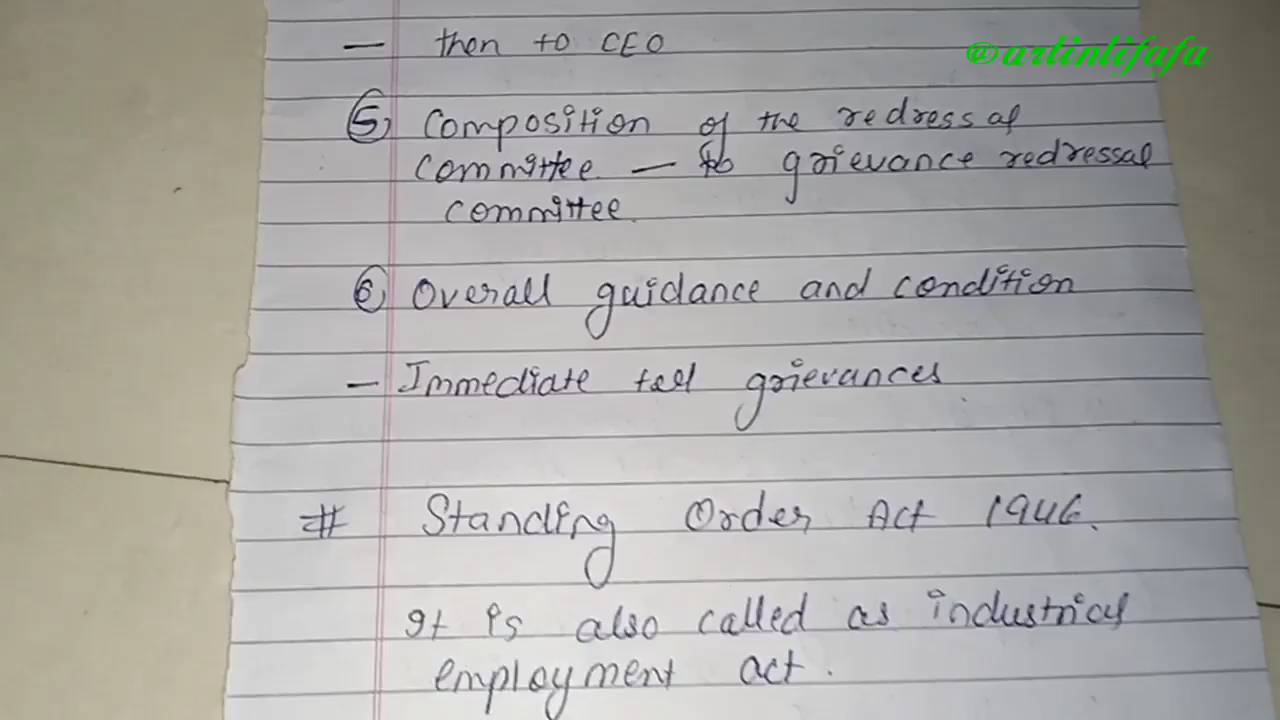 — then to CEO
@artinlifafa
5) Composition of the redressal
committee — to grievance redressal
committee.
6) Overall guidance and condition
— Immediate tell grievances
# Standing Order Act 1946.
It is also called as industrial
employment act.